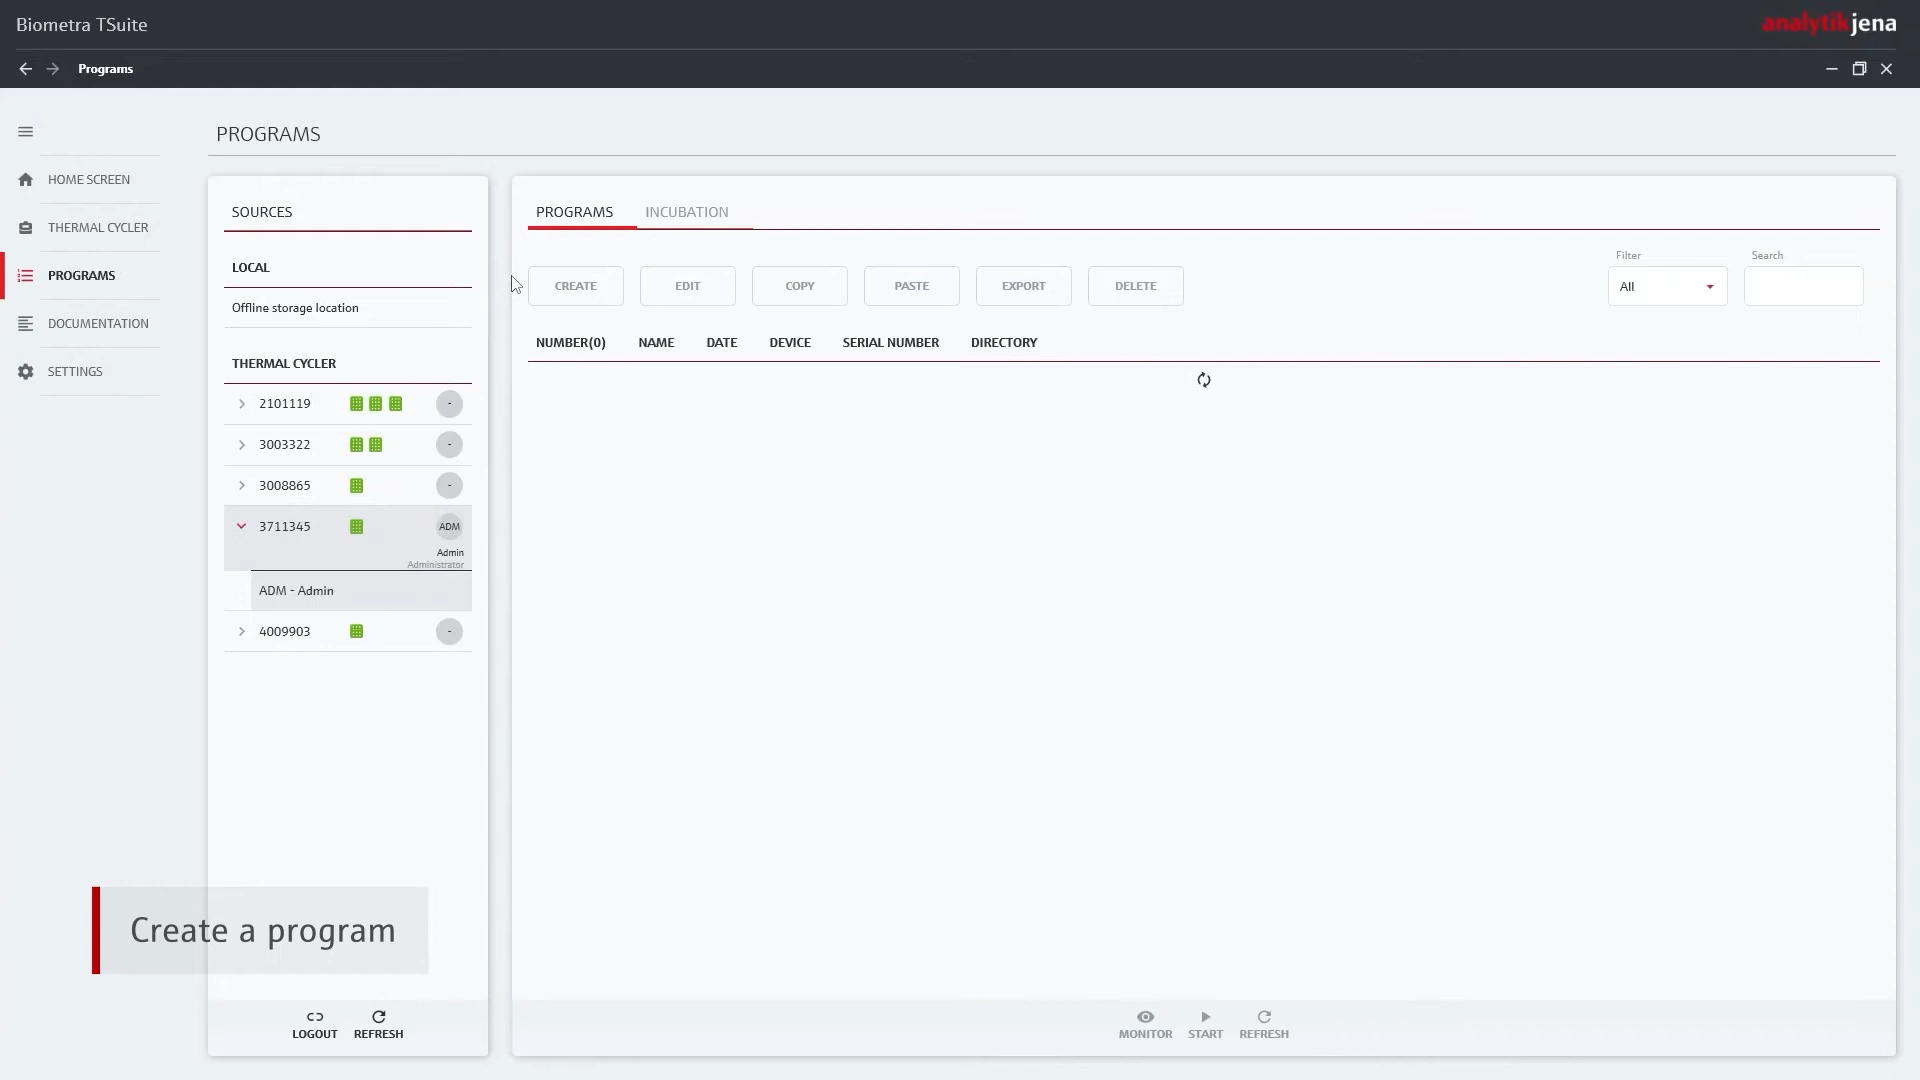 Biometra TSuite
analytikjena
Programs
PROGRAMS
HOME SCREEN
THERMAL CYCLER
PROGRAMS
DOCUMENTATION
SETTINGS
SOURCES
LOCAL
Offline storage location
THERMAL CYCLER
2101119 -
3003322 -
3008865 -
3711345 ADM
Admin
Administrator
ADM - Admin
4009903 -
LOGOUT REFRESH
PROGRAMS INCUBATION
Filter Search
CREATE EDIT COPY PASTE EXPORT DELETE All
NUMBER(0) NAME DATE DEVICE SERIAL NUMBER DIRECTORY
MONITOR START REFRESH
Create a program